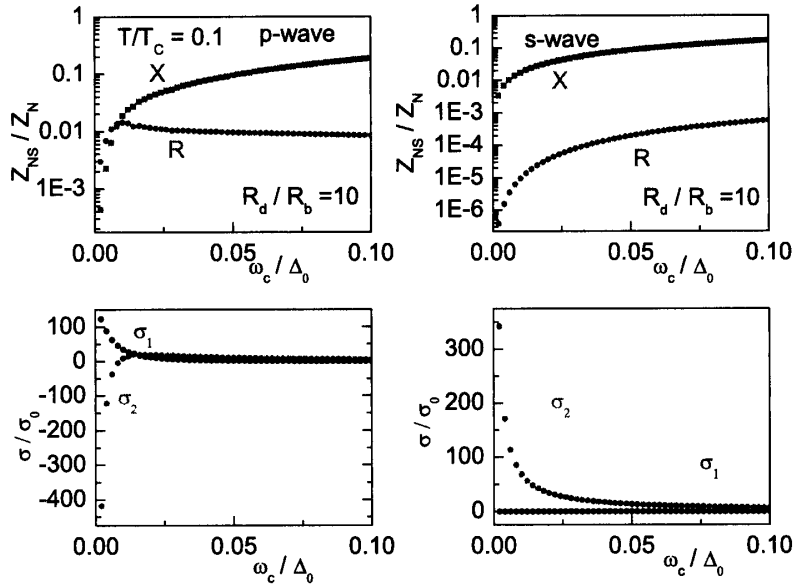 1
0.1
0.01
1E-3
Z_NS / Z_N
T/T_c = 0.1
p-wave
X
R
R_d / R_b =10
0.00
0.05
0.10
ω_c / Δ_0
1
0.1
0.01
1E-3
1E-4
1E-5
1E-6
Z_NS / Z_N
s-wave
X
R
R_d / R_b =10
0.00
0.05
0.10
ω_c / Δ_0
100
0
-100
-200
-300
-400
σ / σ_0
σ_1
σ_2
0.00
0.05
0.10
ω_c / Δ_0
300
200
100
0
σ / σ_0
σ_2
σ_1
0.00
0.05
0.10
ω_c / Δ_0